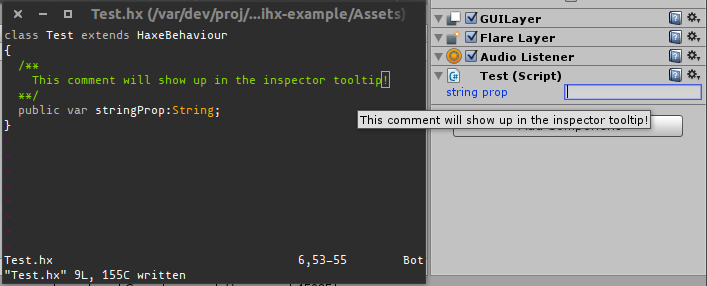 Test.hx (/var/dev/proj/...ihx-example/Assets)
class Test extends HaxeBehaviour
{
/**
This comment will show up in the inspector tooltip!
**/
public var stringProp:String;
}
Test.hx 6,53-55 Bot
"Test.hx" 9L, 155C written
GUILayer
Flare Layer
Audio Listener
Test (Script)
string prop
This comment will show up in the inspector tooltip!